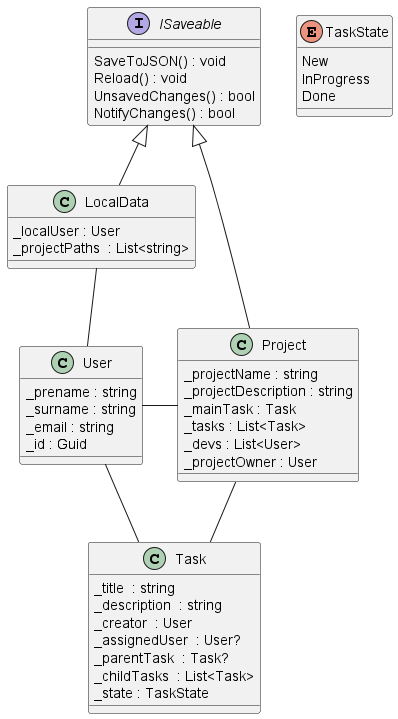 I ISaveable
SaveToJSON() : void
Reload() : void
UnsavedChanges() : bool
NotifyChanges() : bool
E TaskState
New
InProgress
Done
C LocalData
_localUser : User
_projectPaths : List<string>
C User
_prename : string
_surname : string
_email : string
_id : Guid
C Project
_projectName : string
_projectDescription : string
_mainTask : Task
_tasks : List<Task>
_devs : List<User>
_projectOwner : User
C Task
_title : string
_description : string
_creator : User
_assignedUser : User?
_parentTask : Task?
_childTasks : List<Task>
_state : TaskState